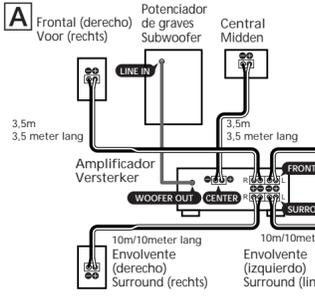 A
Frontal (derecho)
Voor (rechts)
Potenciador
de graves
Subwoofer
Central
Midden
LINE IN
3,5m
3,5 meter lang
3,5m
3,5 meter lang
Amplificador
Versterker
WOOFER OUT
CENTER
R
L
FRONT
R
L
SURRO
10m/10meter lang
Envolvente
(derecho)
Surround (rechts)
10m/10met
Envolvente
(izquierdo)
Surround (lin